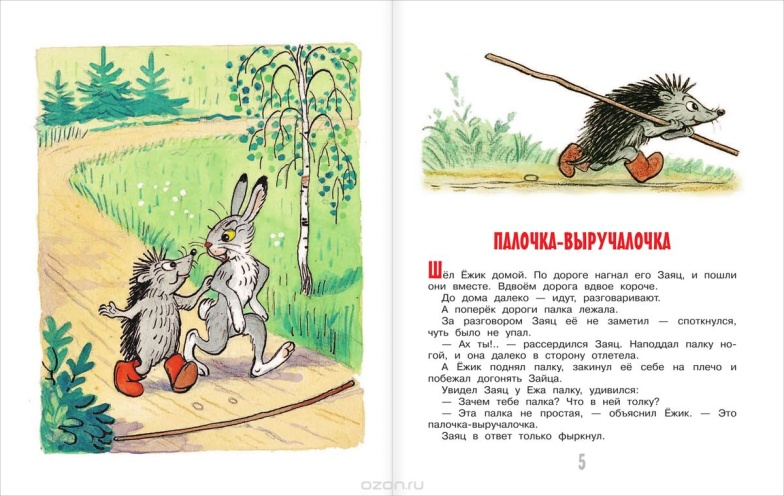 ПАЛОЧКА-ВЫРУЧАЛОЧКА
Шёл Ёжик домой. По дороге нагнал его Заяц, и пошли
они вместе. Вдвоём дорога вдвое короче.
До дома далеко — идут, разговаривают.
А поперёк дороги палка лежала.
За разговором Заяц её не заметил — споткнулся,
чуть было не упал.
— Ах ты!.. — рассердился Заяц. Наподдал палку но-
гой, и она далеко в сторону отлетела.
А Ёжик поднял палку, закинул её себе на плечо и
побежал догонять Зайца.
Увидел Заяц у Ежа палку, удивился:
— Зачем тебе палка? Что в ней толку?
— Эта палка не простая, — объяснил Ёжик. — Это
палочка-выручалочка.
Заяц в ответ только фыркнул.
5
ozon.ru